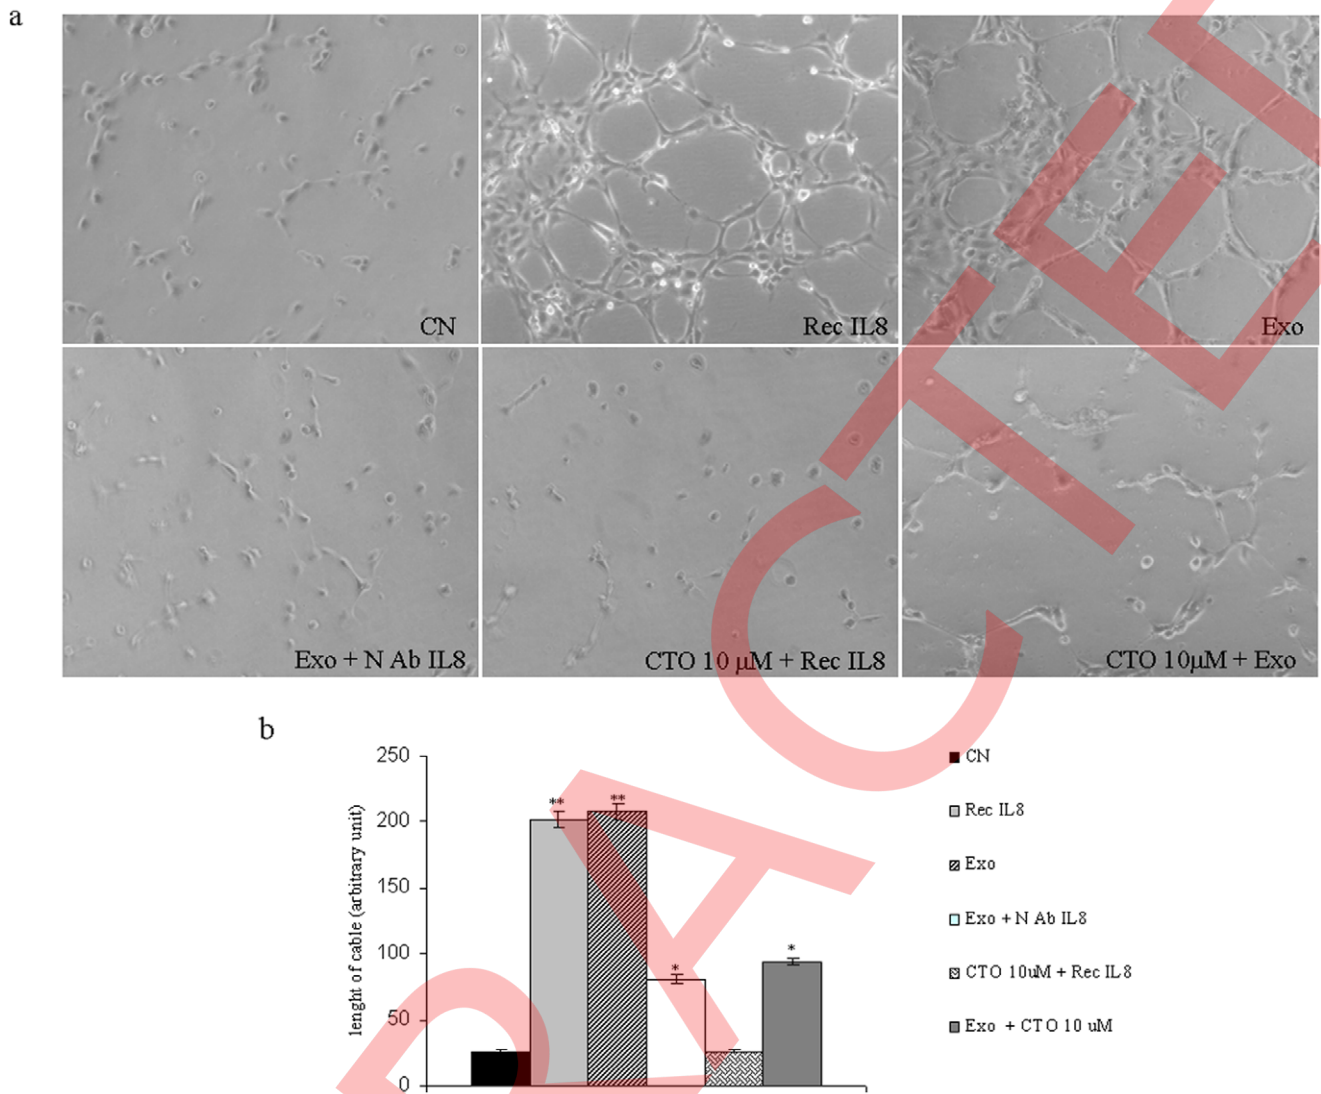 a
CN
Rec IL8
Exo
Exo + N Ab IL8
CTO 10 µM + Rec IL8
CTO 10µM + Exo
b
250
200
150
100
50
0
lenght of cable (arbitrary unit)
**
**
*
*
CN
Rec IL8
Exo
Exo + N Ab IL8
CTO 10uM + Rec IL8
Exo + CTO 10 uM
RACTED